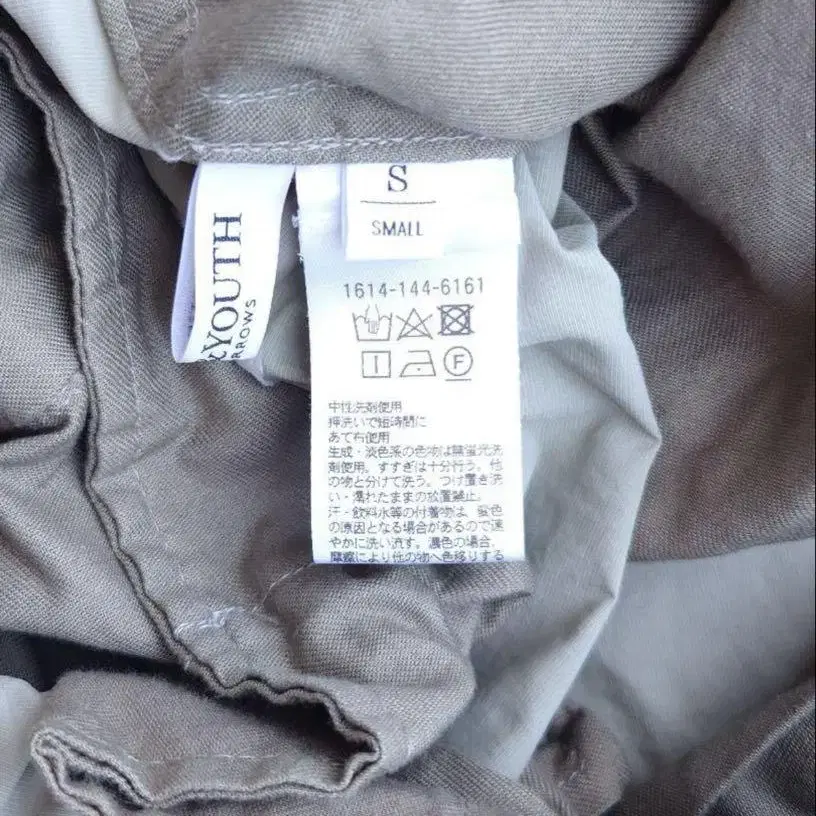 &YOUTH
RROWS
S
SMALL
1614-144-6161
F
中性洗剤使用
押洗いで短時間に
あて布使用
生成・淡色系の色物は無蛍光洗
剤使用。すすぎは十分行う。他
の物と分けて洗う。つけ置き洗
い・濡れたままの放置禁止。
汗・飲料水等の付着物は、変色
の原因となる場合があるので速
やかに洗い流す。濃色の場合、
摩擦により他の物へ色移りする